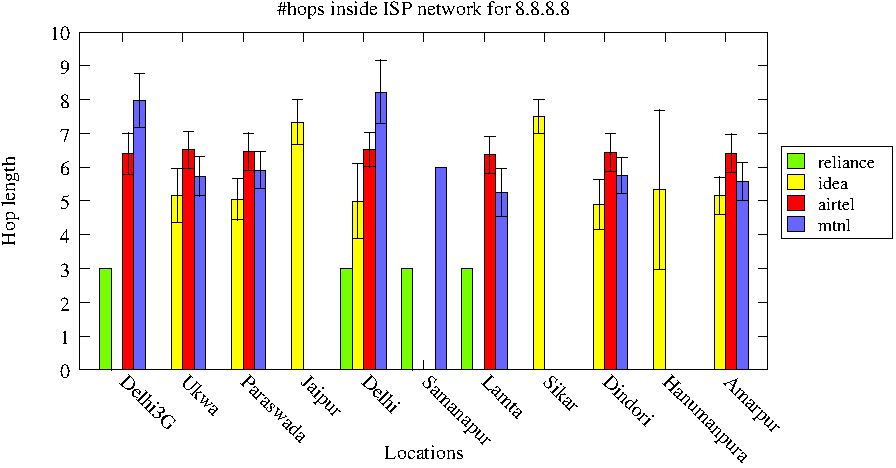 #hops inside ISP network for 8.8.8.8
Hop length
10
9
8
7
6
5
4
3
2
1
0
reliance
idea
airtel
mtnl
Delhi3G
Ukwa
Paraswada
Jaipur
Delhi
Samanapur
Lamta
Sikar
Dindori
Hanumanpura
Amarpur
Locations